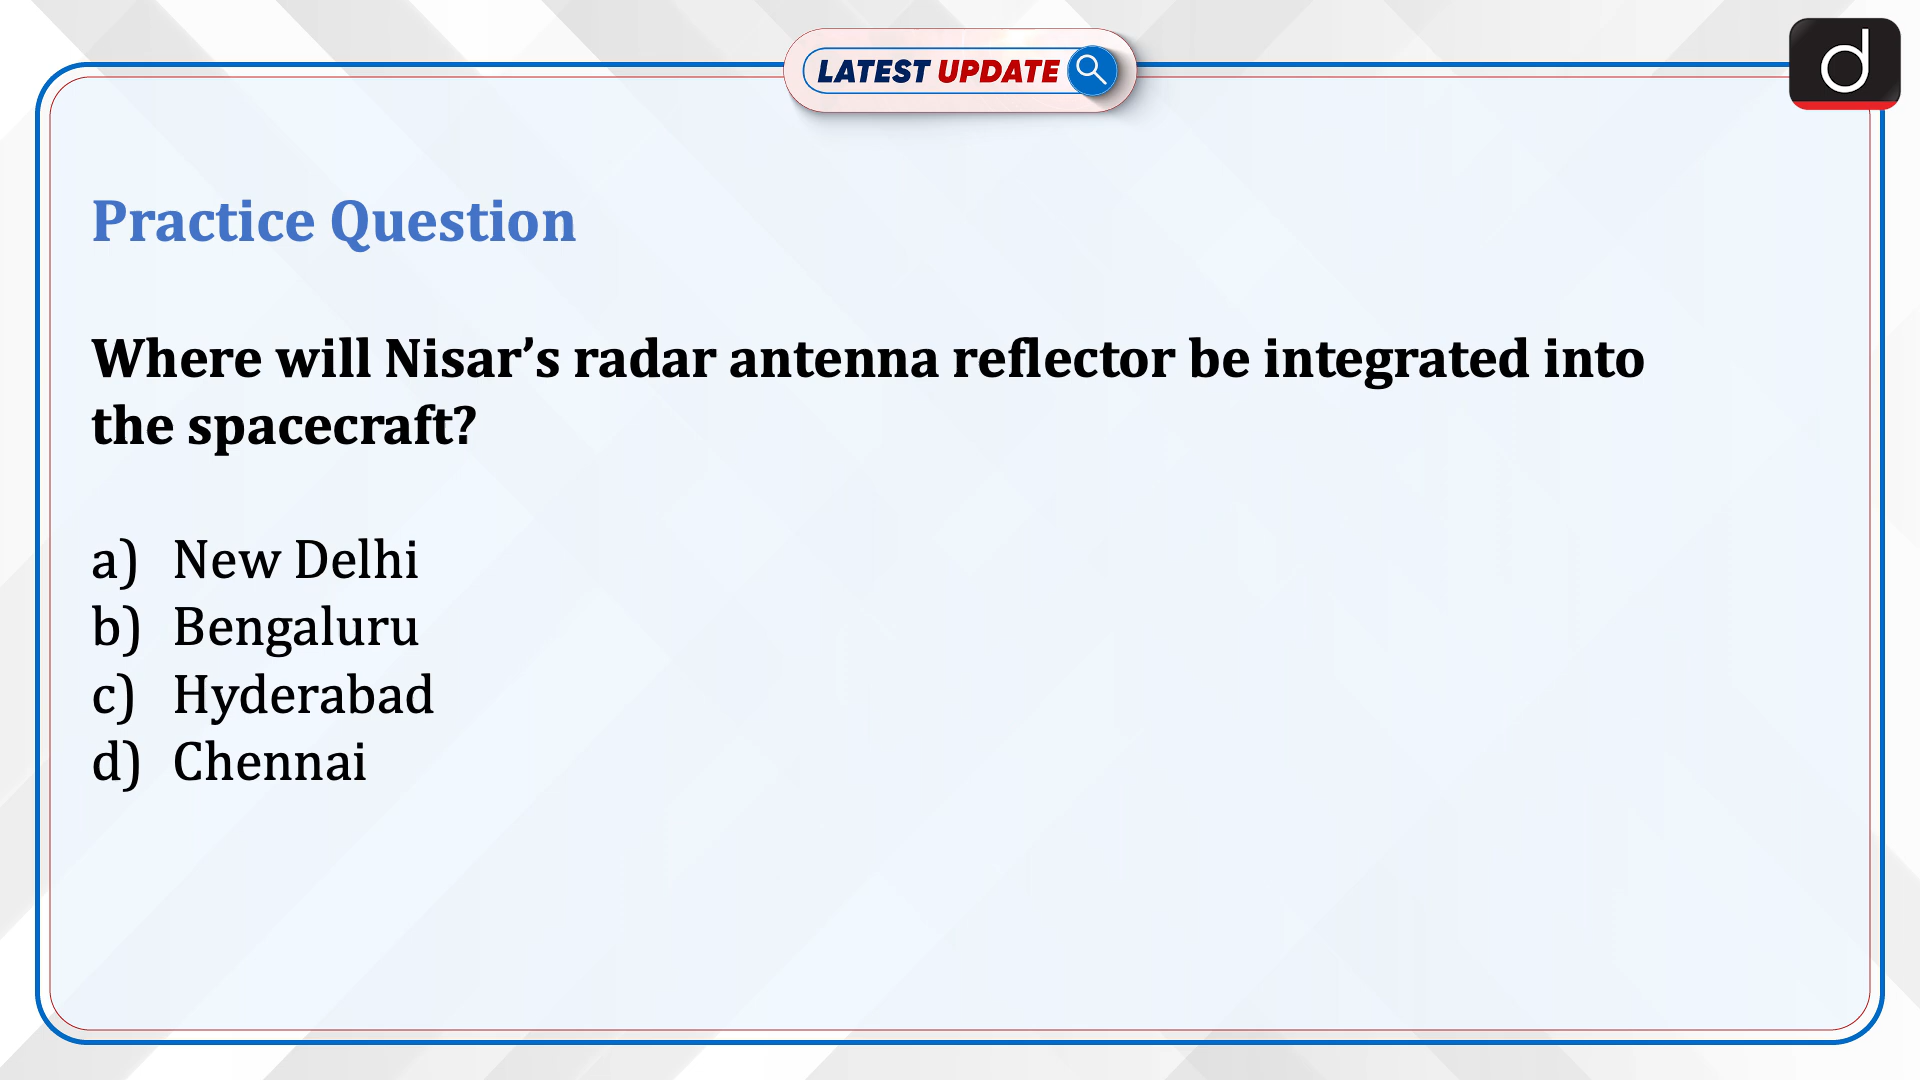 LATEST UPDATE
d
Practice Question
Where will Nisar’s radar antenna reflector be integrated into
the spacecraft?
a) New Delhi
b) Bengaluru
c) Hyderabad
d) Chennai